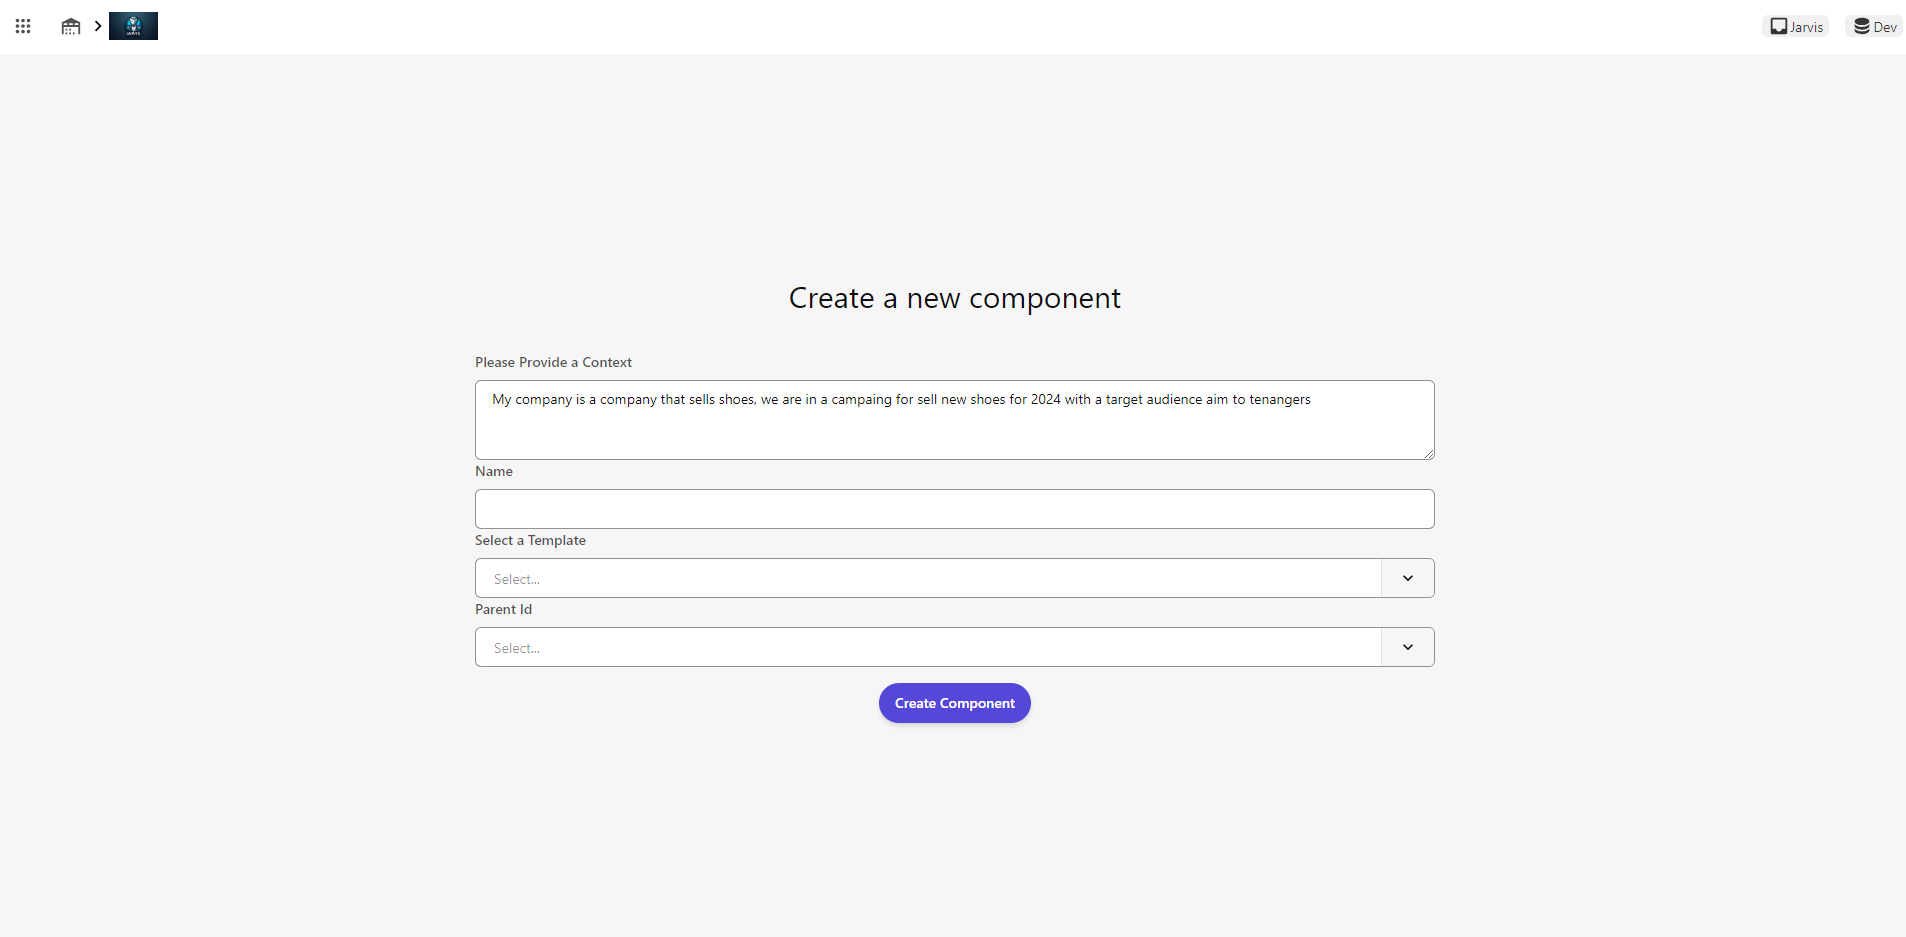 JARVIS
Jarvis
Dev
Create a new component
Please Provide a Context
My company is a company that sells shoes, we are in a campaing for sell new shoes for 2024 with a target audience aim to tenangers
Name
Select a Template
Select...
Parent Id
Select...
Create Component